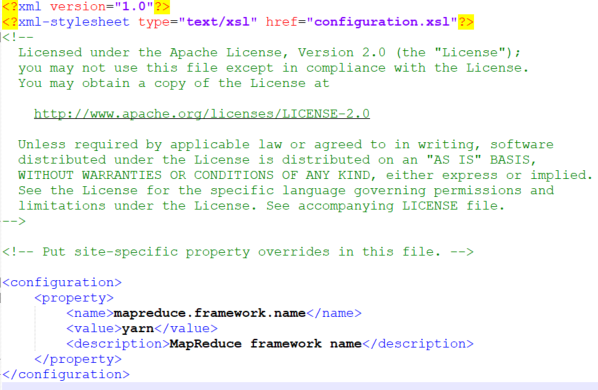 <?xml version="1.0"?>
<?xml-stylesheet type="text/xsl" href="configuration.xsl"?>
<!--
  Licensed under the Apache License, Version 2.0 (the "License");
  you may not use this file except in compliance with the License.
  You may obtain a copy of the License at

    http://www.apache.org/licenses/LICENSE-2.0

  Unless required by applicable law or agreed to in writing, software
  distributed under the License is distributed on an "AS IS" BASIS,
  WITHOUT WARRANTIES OR CONDITIONS OF ANY KIND, either express or implied.
  See the License for the specific language governing permissions and
  limitations under the License. See accompanying LICENSE file.
-->

<!-- Put site-specific property overrides in this file. -->

<configuration>
    <property>
        <name>mapreduce.framework.name</name>
        <value>yarn</value>
        <description>MapReduce framework name</description>
    </property>
</configuration>